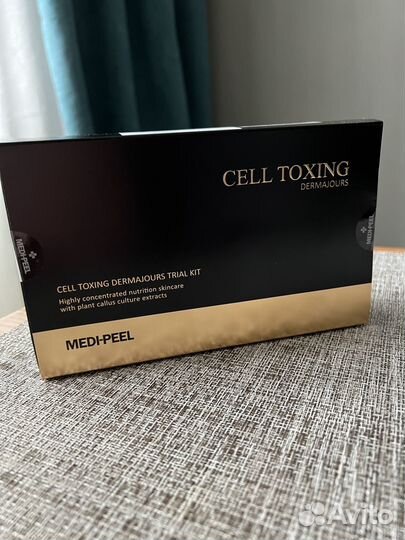 CELL TOXING
DERMAJOURS
MEDI-PEEL
MEDI-PEEL
CELL TOXING DERMAJOURS TRIAL KIT
Highly concentrated nutrition skincare
with plant callus culture extracts
MEDI-PEEL
Avito